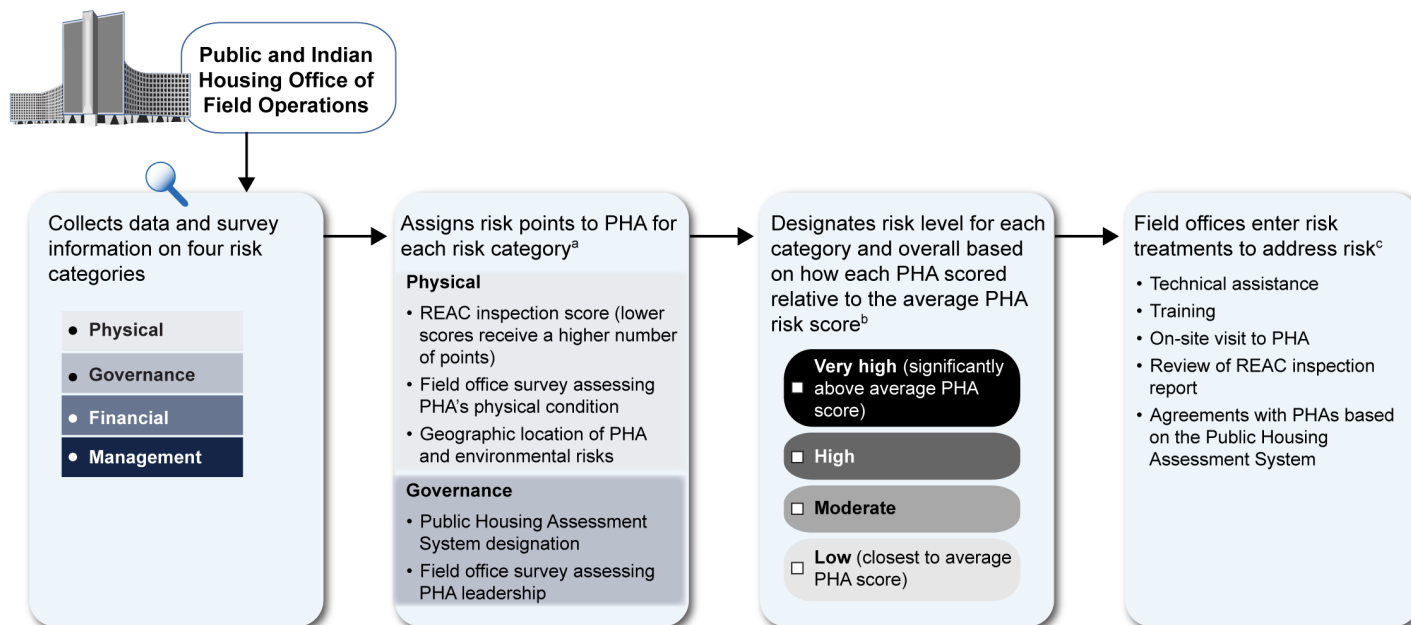 Public and Indian
Housing Office of
Field Operations
Collects data and survey
information on four risk
categories
• Physical
• Governance
• Financial
• Management
Assigns risk points to PHA for
each risk categoryᵃ
Physical
• REAC inspection score (lower
scores receive a higher number
of points)
• Field office survey assessing
PHA's physical condition
• Geographic location of PHA
and environmental risks
Governance
• Public Housing Assessment
System designation
• Field office survey assessing
PHA leadership
Designates risk level for each
category and overall based
on how each PHA scored
relative to the average PHA
risk scoreᵇ
Very high (significantly
above average PHA
score)
High
Moderate
Low (closest to average
PHA score)
Field offices enter risk
treatments to address riskᶜ
• Technical assistance
• Training
• On-site visit to PHA
• Review of REAC inspection
report
• Agreements with PHAs based
on the Public Housing
Assessment System